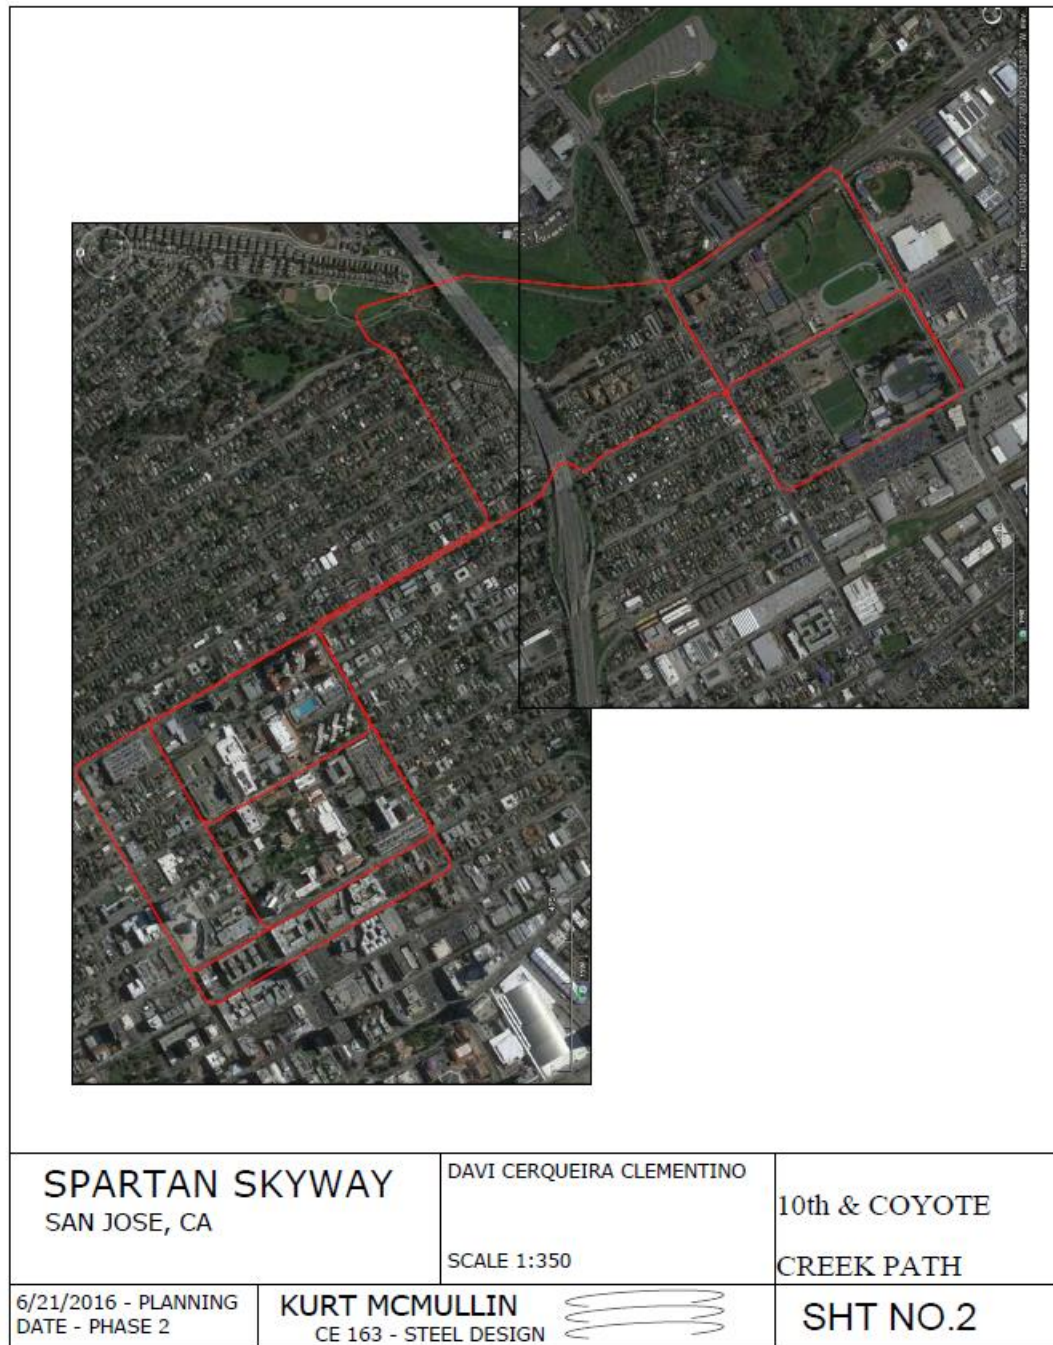 SPARTAN SKYWAY
SAN JOSE, CA
DAVI CERQUEIRA CLEMENTINO
SCALE 1:350
10th & COYOTE
CREEK PATH
6/21/2016 - PLANNING
DATE - PHASE 2
KURT MCMULLIN
CE 163 - STEEL DESIGN
SHT NO.2